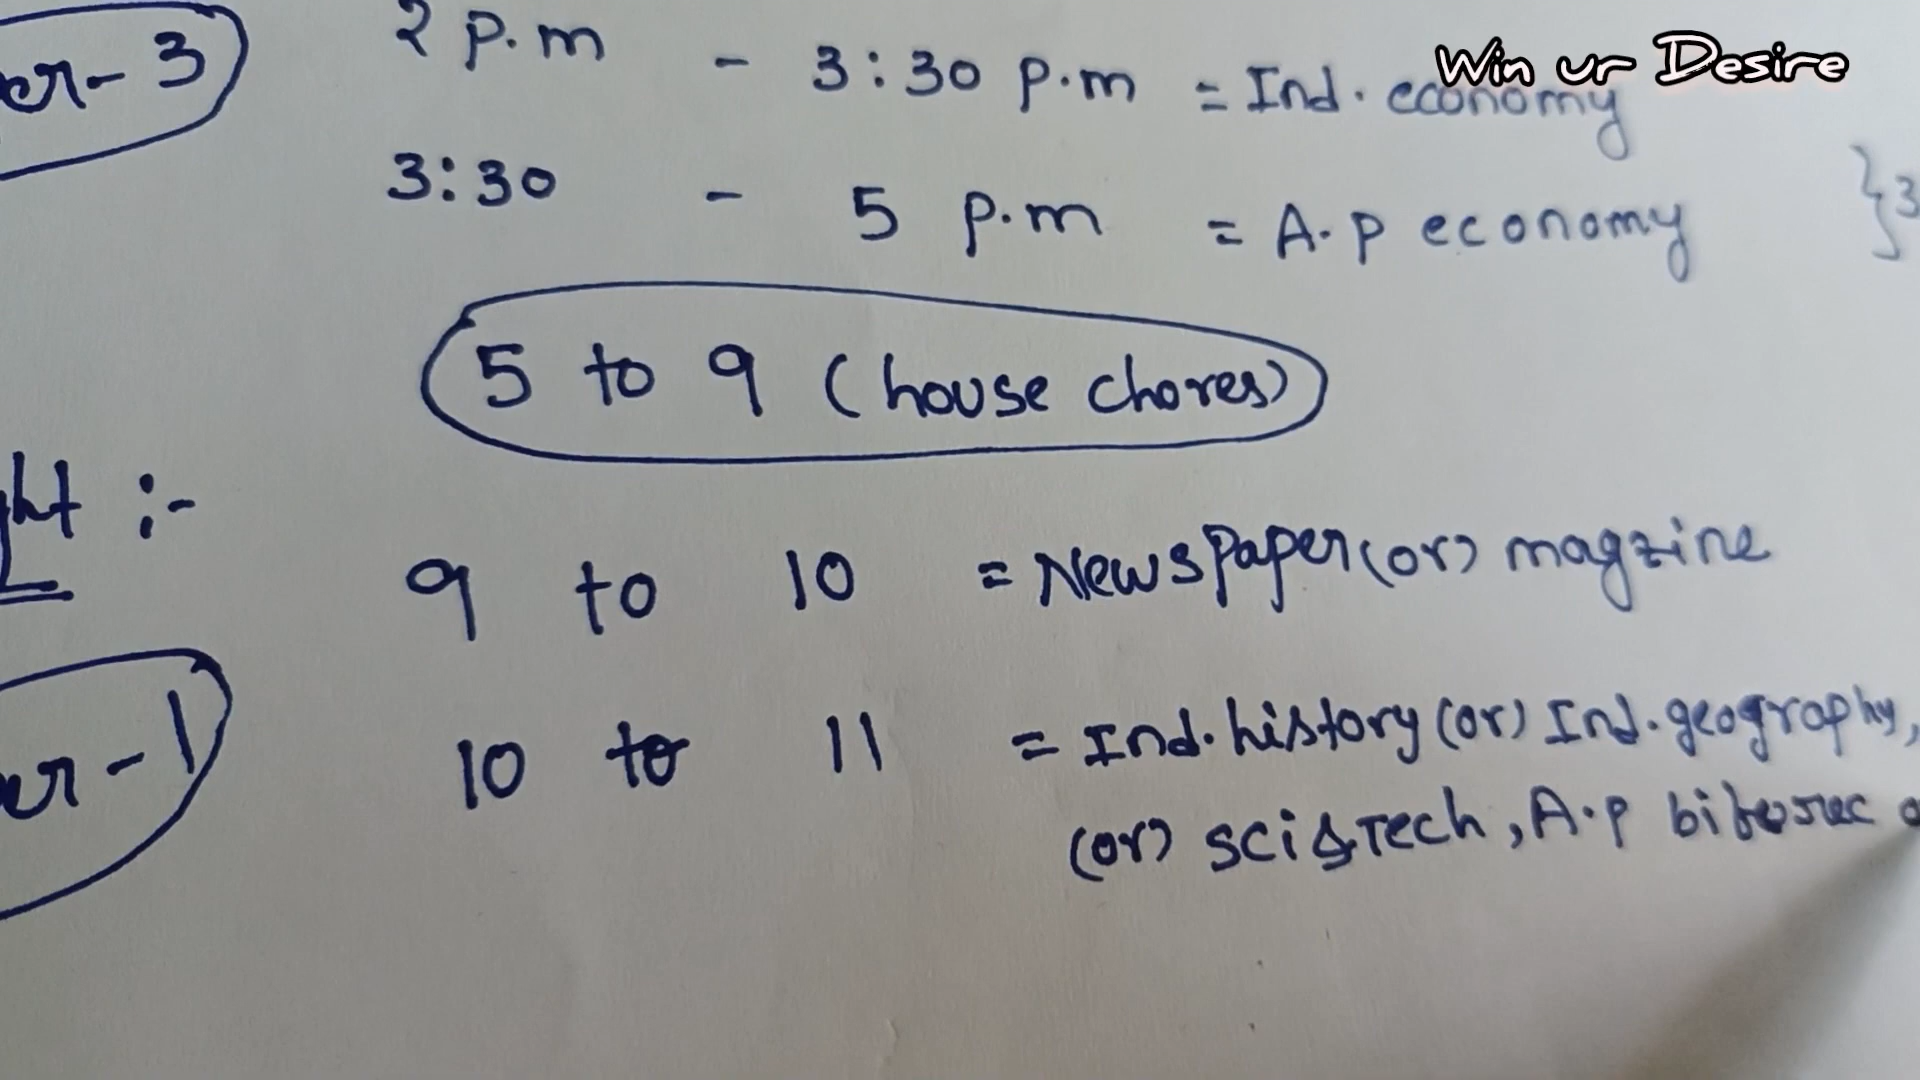 Win ur Desire
er-3
2 p.m - 3:30 p.m = Ind. economy
3:30 - 5 p.m = A.p economy
}3
5 to 9 (house chores)
ght :-
9 to 10 = Newspaper (or) magzine
er-1
10 to 11 = Ind. history (or) Ind. geography,
(or) sci & Tech, A.p